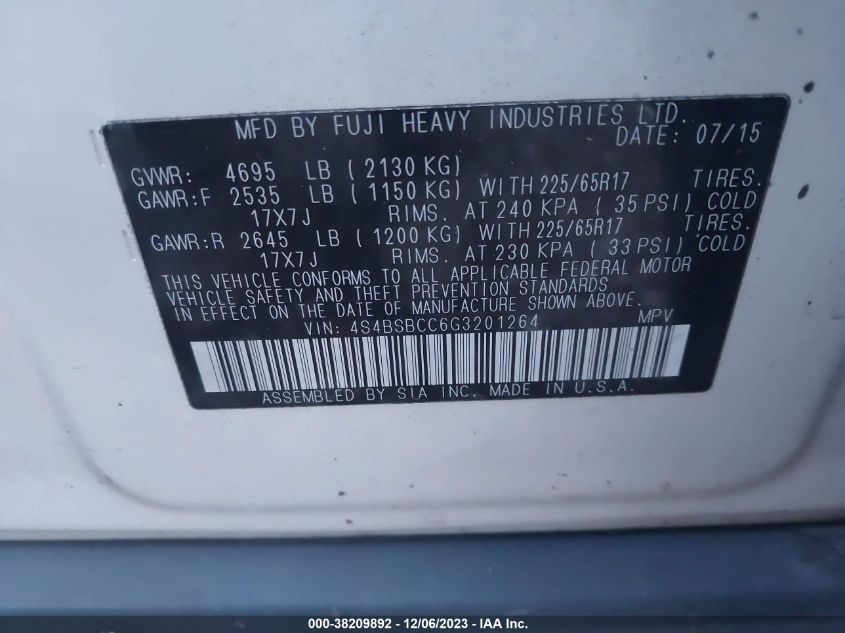 MFD BY FUJI HEAVY INDUSTRIES LTD.
DATE: 07/15
GVWR: 4695 LB ( 2130 KG)
GAWR:F 2535 LB ( 1150 KG) WITH 225/65R17 TIRES.
17X7J RIMS. AT 240 KPA ( 35 PSI) COLD
GAWR:R 2645 LB ( 1200 KG) WITH 225/65R17 TIRES.
17X7J RIMS. AT 230 KPA ( 33 PSI) COLD
THIS VEHICLE CONFORMS TO ALL APPLICABLE FEDERAL MOTOR
VEHICLE SAFETY AND THEFT PREVENTION STANDARDS
IN EFFECT ON THE DATE OF MANUFACTURE SHOWN ABOVE.
VIN: 4S4BSBCC6G3201264 MPV
ASSEMBLED BY SIA INC. MADE IN U.S.A.
000-38209892 - 12/06/2023 - IAA Inc.